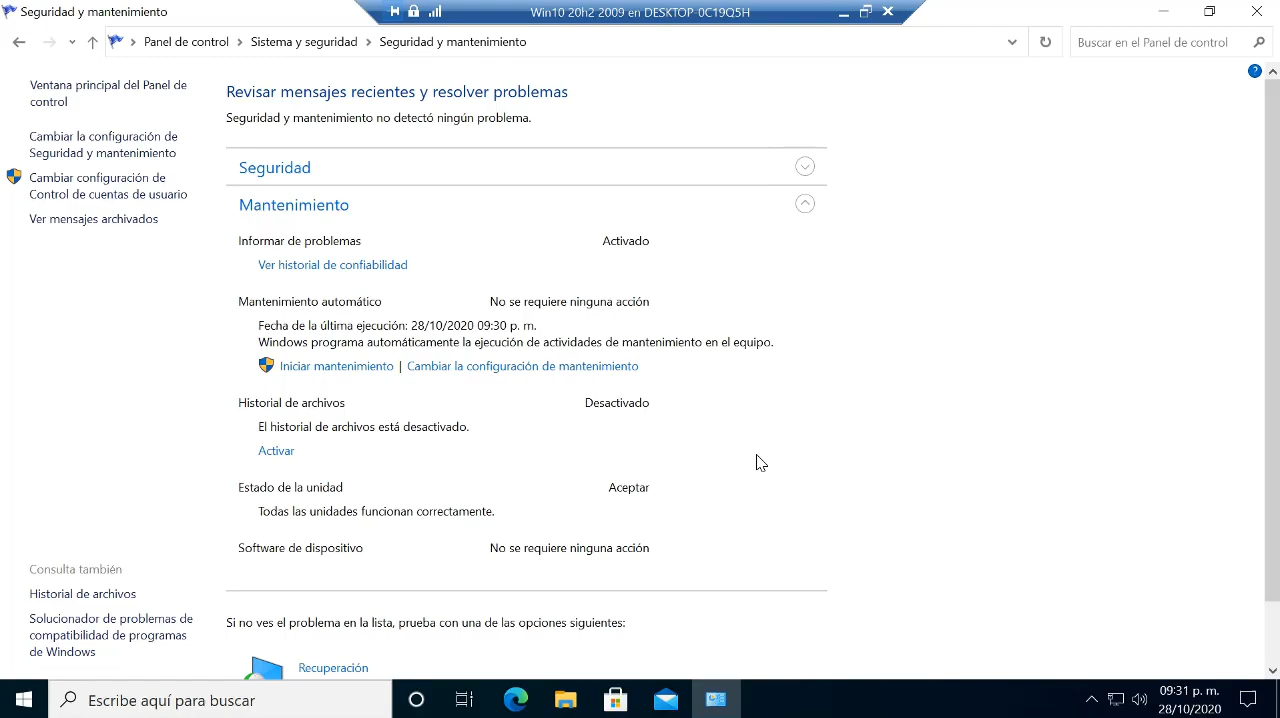 Seguridad y mantenimiento
Win10 20h2 2009 en DESKTOP-0C19Q5H
Panel de control > Sistema y seguridad > Seguridad y mantenimiento
Buscar en el Panel de control
Ventana principal del Panel de
control
Cambiar la configuración de
Seguridad y mantenimiento
Cambiar configuración de
Control de cuentas de usuario
Ver mensajes archivados
Revisar mensajes recientes y resolver problemas
Seguridad y mantenimiento no detectó ningún problema.
Seguridad
Mantenimiento
Informar de problemas Activado
Ver historial de confiabilidad
Mantenimiento automático No se requiere ninguna acción
Fecha de la última ejecución: 28/10/2020 09:30 p. m.
Windows programa automáticamente la ejecución de actividades de mantenimiento en el equipo.
Iniciar mantenimiento | Cambiar la configuración de mantenimiento
Historial de archivos Desactivado
El historial de archivos está desactivado.
Activar
Estado de la unidad Aceptar
Todas las unidades funcionan correctamente.
Software de dispositivo No se requiere ninguna acción
Si no ves el problema en la lista, prueba con una de las opciones siguientes:
Recuperación
Consulta también
Historial de archivos
Solucionador de problemas de
compatibilidad de programas
de Windows
Escribe aquí para buscar
09:31 p. m.
28/10/2020